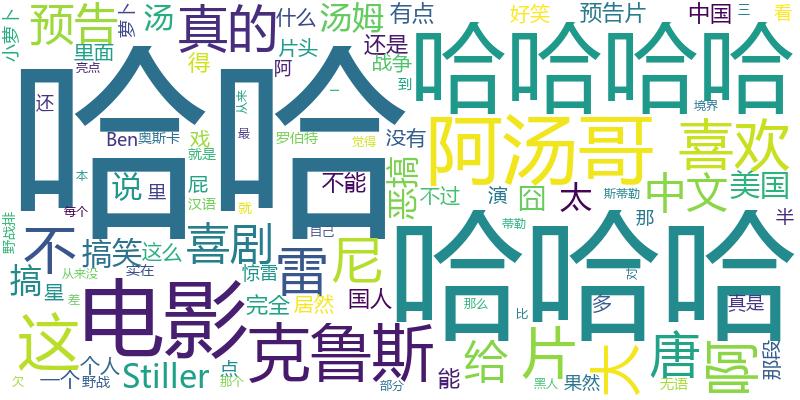 小萝卜
预告
萝卜
汤
真的
什么
汤姆
有点
好笑
预告片
中国
三
看
里面
片头
还是
得
阿
战争
到
亮点
哈哈
哈哈哈哈
还
从来
一
境界
Ben
奥斯卡
戏
最
罗伯特
觉得
没有
阿汤哥
喜欢
就是
说
里
屁
汉语
就
不能
恶搞
不过
演
囧
太
中文
美国
本
每个
野战排
不
搞笑
这么
喜剧
雷
尼
自己
斯蒂勒
蒂勒
那
半
哈哈哈
搞
星
从来没
差
实在
惊雷
完全
居然
国人
对
那么
多
真是
比
这
电影
克鲁斯
给
片
大
唐
啊
那段
欠
一个
个人
野战
Stiller
那个
点
部分
能
黑人
果然
无语